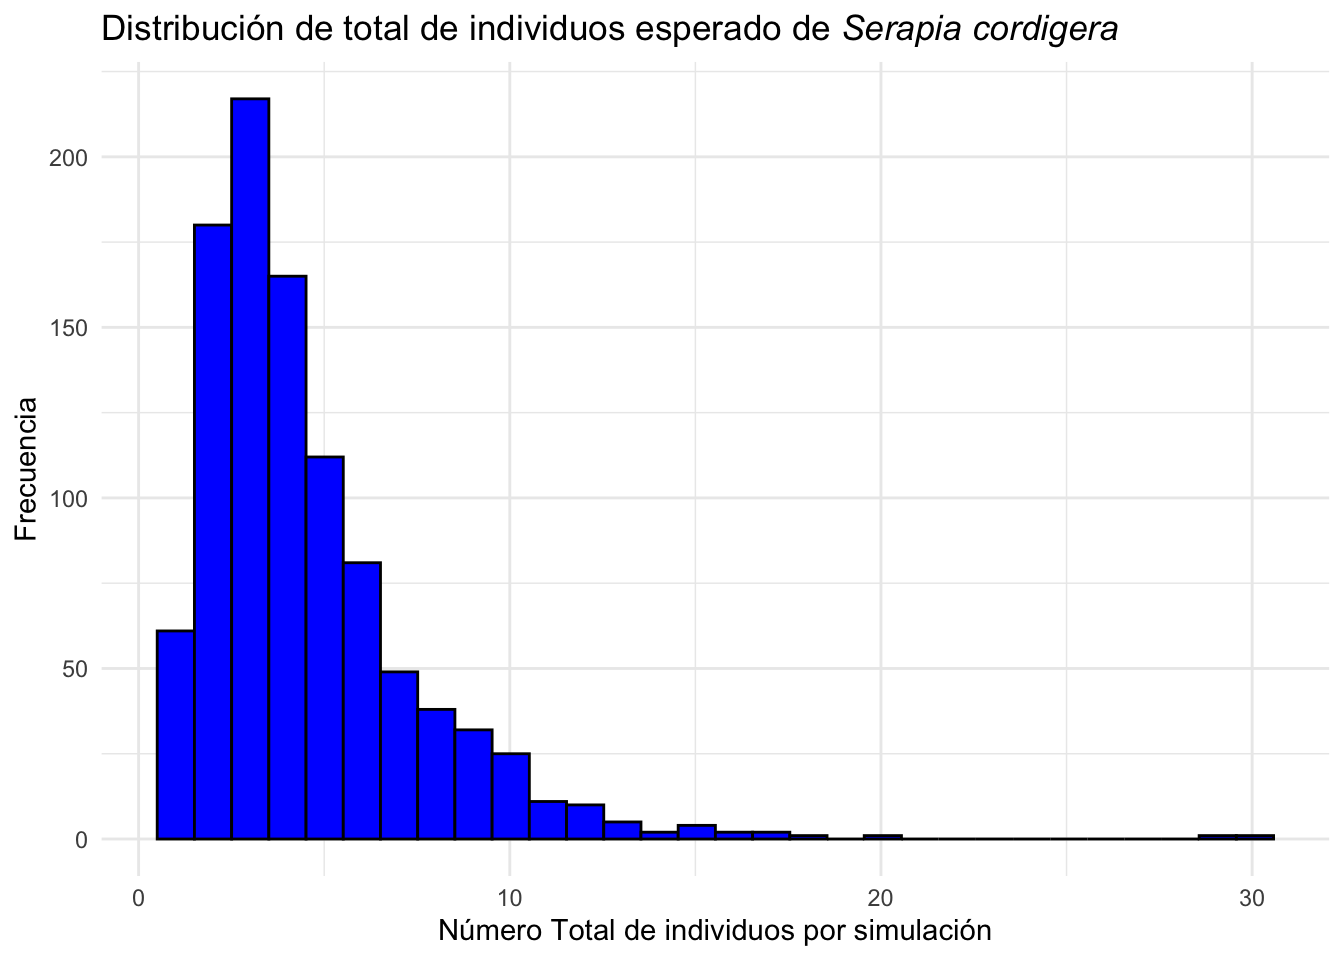 Distribución de total de individuos esperado de Serapia cordigera
200
150
100
50
0
Frecuencia
0 10 20 30
Número Total de individuos por simulación